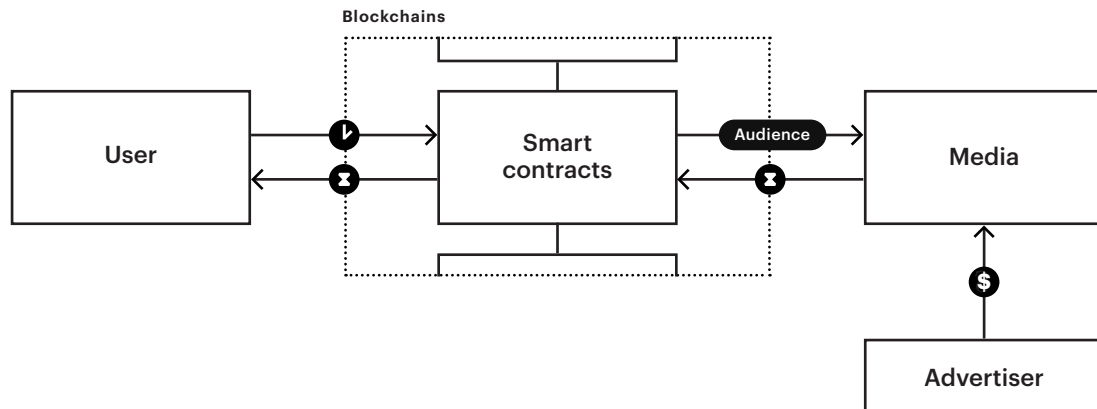 Blockchains
User
Smart
contracts
Audience
Media
$
Advertiser